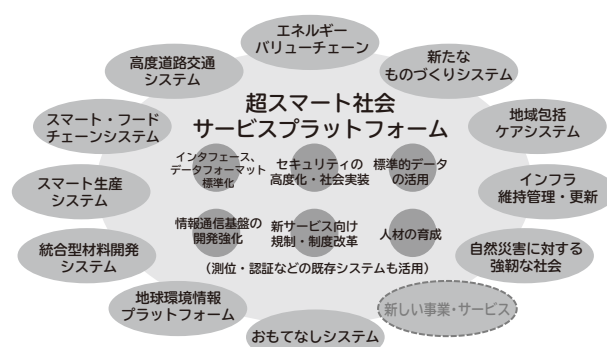 エネルギー
バリューチェーン
高度道路交通
システム
新たな
ものづくりシステム
超スマート社会
サービスプラットフォーム
スマート・フード
チェーンシステム
地域包括
ケアシステム
インタフェース、
データフォーマット
標準化
セキュリティの
高度化・社会実装
標準的データ
の活用
スマート生産
システム
インフラ
維持管理・更新
情報通信基盤の
開発強化
新サービス向け
規制・制度改革
人材の育成
統合型材料開発
システム
自然災害に対する
強靭な社会
(測位・認証などの既存システムも活用)
地球環境情報
プラットフォーム
新しい事業・サービス
おもてなしシステム